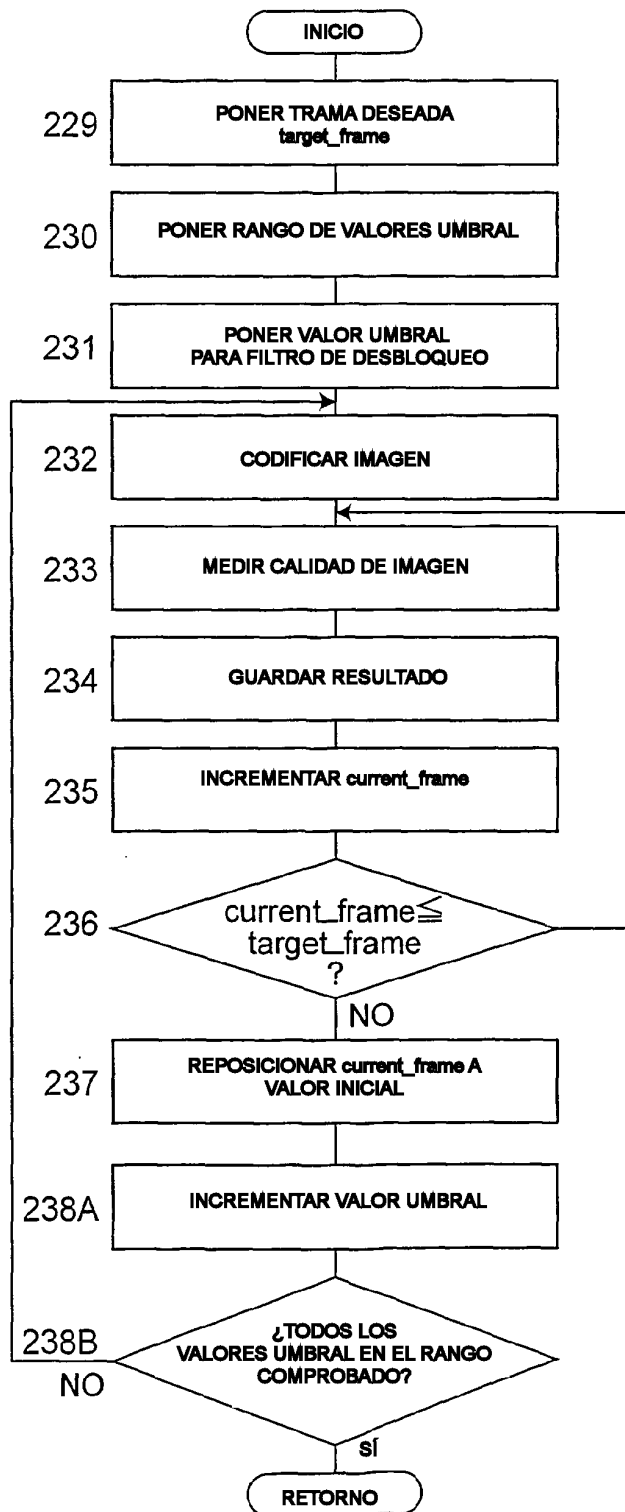 INICIO
229
PONER TRAMA DESEADA
target_frame
230
PONER RANGO DE VALORES UMBRAL
231
PONER VALOR UMBRAL
PARA FILTRO DE DESBLOQUEO
232
CODIFICAR IMAGEN
233
MEDIR CALIDAD DE IMAGEN
234
GUARDAR RESULTADO
235
INCREMENTAR current_frame
236
current_frame≦
target_frame
?
NO
237
REPOSICIONAR current_frame A
VALOR INICIAL
238A
INCREMENTAR VALOR UMBRAL
238B
¿TODOS LOS
VALORES UMBRAL EN EL RANGO
COMPROBADO?
NO
SÍ
RETORNO